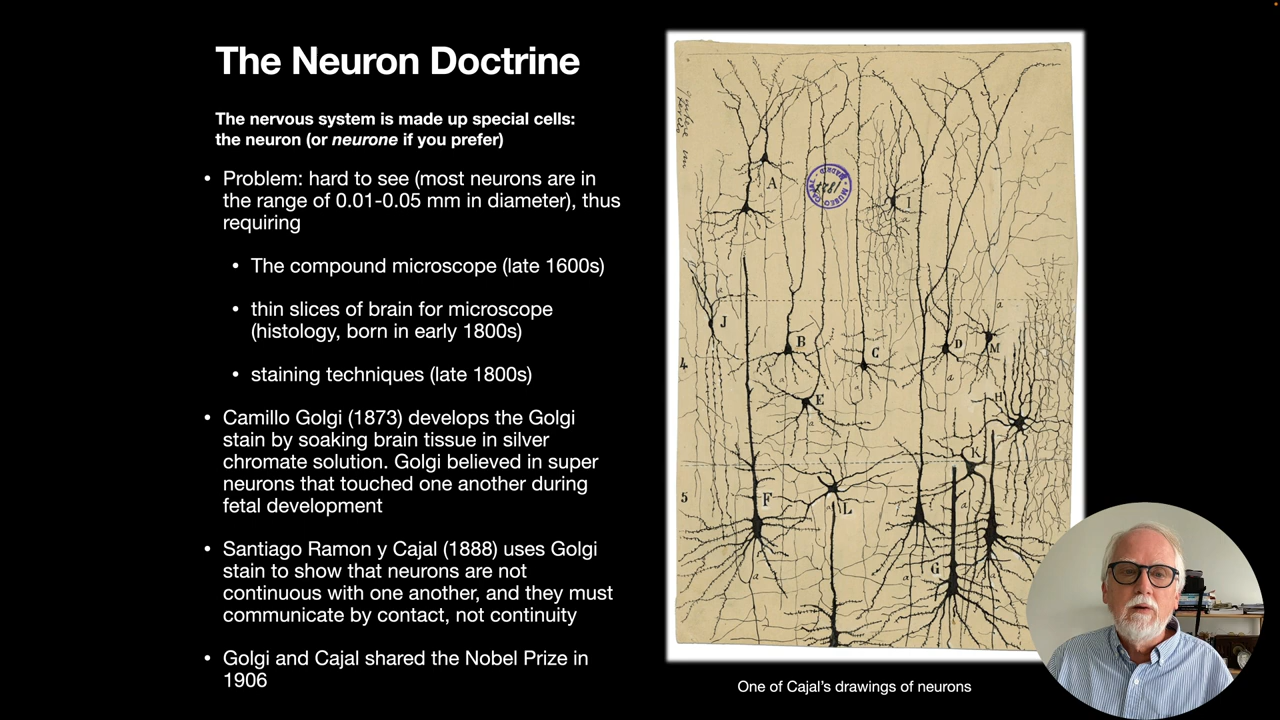 The Neuron Doctrine
The nervous system is made up special cells:
the neuron (or neurone if you prefer)
• Problem: hard to see (most neurons are in
the range of 0.01-0.05 mm in diameter), thus
requiring
• The compound microscope (late 1600s)
• thin slices of brain for microscope
(histology, born in early 1800s)
• staining techniques (late 1800s)
• Camillo Golgi (1873) develops the Golgi
stain by soaking brain tissue in silver
chromate solution. Golgi believed in super
neurons that touched one another during
fetal development
• Santiago Ramon y Cajal (1888) uses Golgi
stain to show that neurons are not
continuous with one another, and they must
communicate by contact, not continuity
• Golgi and Cajal shared the Nobel Prize in
1906
A
I
J
B
C
D
M
4
E
H
K
5
F
L
G
MUSEO CAJAL
MADRID
One of Cajal's drawings of neurons